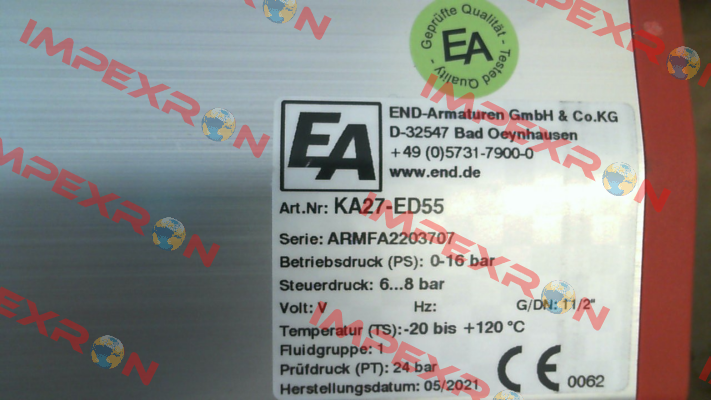 Geprüfte Qualität - Tested Quality -
EA
EA
END-Armaturen GmbH & Co.KG
D-32547 Bad Oeynhausen
+49 (0)5731-7900-0
www.end.de
Art.Nr: KA27-ED55
Serie: ARMFA2203707
Betriebsdruck (PS): 0-16 bar
Steuerdruck: 6...8 bar
Volt: V Hz: G/DN: 11/2"
Temperatur (TS):-20 bis +120 °C
Fluidgruppe: 1
Prüfdruck (PT): 24 bar
Herstellungsdatum: 05/2021
CE 0062
IMPEXRON
IMPEXRON
IMPEXRON
IMPEXRON
IMPEXRON
IMPEXRON